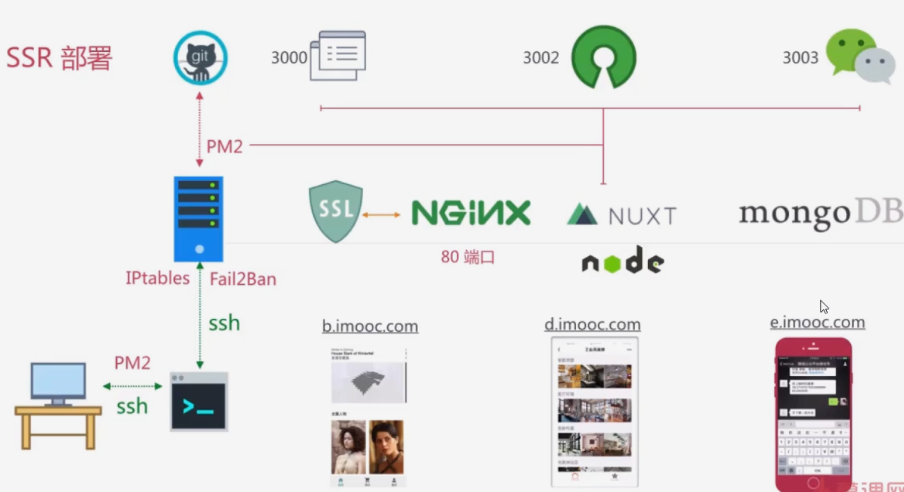 SSR 部署
git
3000
3002
3003
PM2
SSL
NGINX
NUXT
mongoDB
80 端口
node
IPtables
Fail2Ban
ssh
b.imooc.com
d.imooc.com
e.imooc.com
PM2
ssh
>_